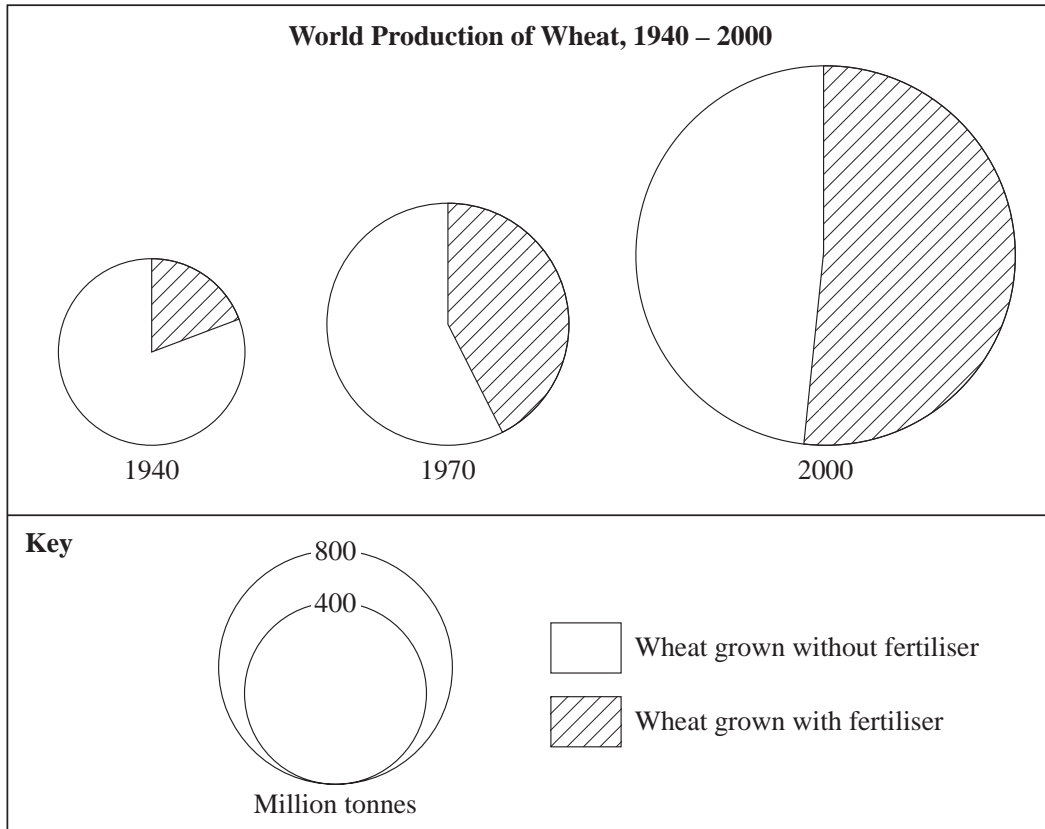 World Production of Wheat, 1940 – 2000
1940
1970
2000
Key
800
400
Million tonnes
Wheat grown without fertiliser
Wheat grown with fertiliser